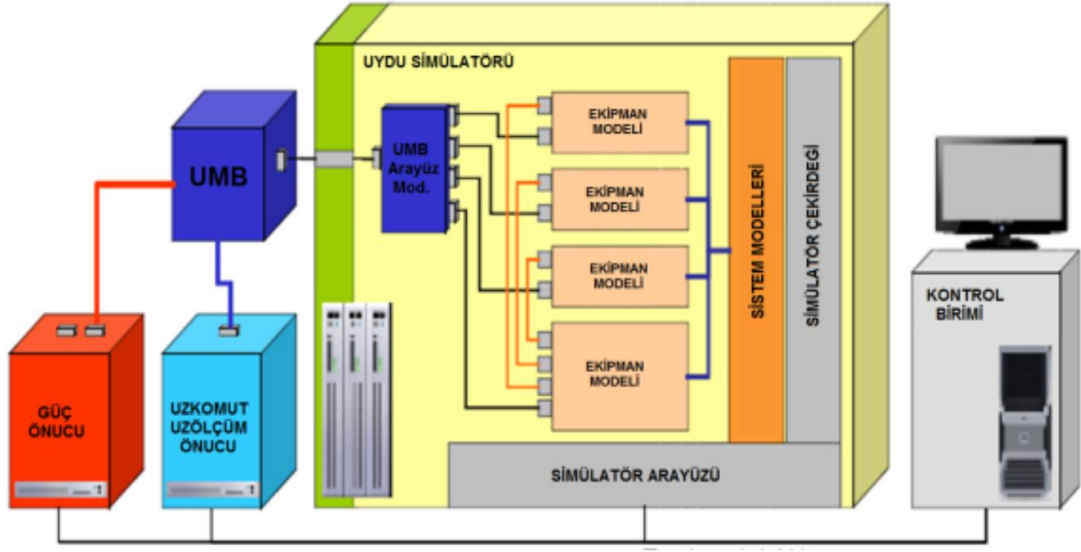 UYDU SİMÜLATÖRÜ
UMB
UMB
Arayüz
Mod.
EKİPMAN
MODELİ
EKİPMAN
MODELİ
EKİPMAN
MODELİ
EKİPMAN
MODELİ
SİSTEM MODELLERİ
SİMÜLATÖR ÇEKİRDEĞİ
SİMÜLATÖR ARAYÜZÜ
KONTROL
BİRİMİ
GÜÇ
ÖNUCU
UZKOMUT
UZÖLÇÜM
ÖNUCU